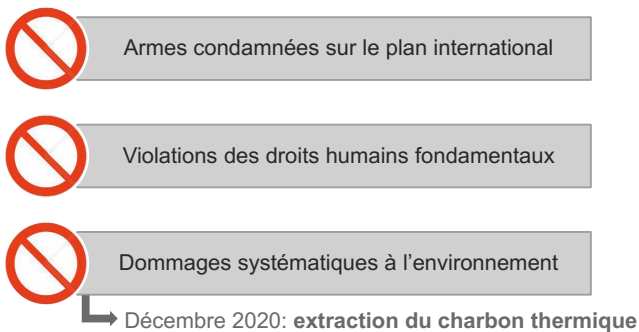 Armes condamnées sur le plan international
Violations des droits humains fondamentaux
Dommages systématiques à l'environnement
Décembre 2020: extraction du charbon thermique